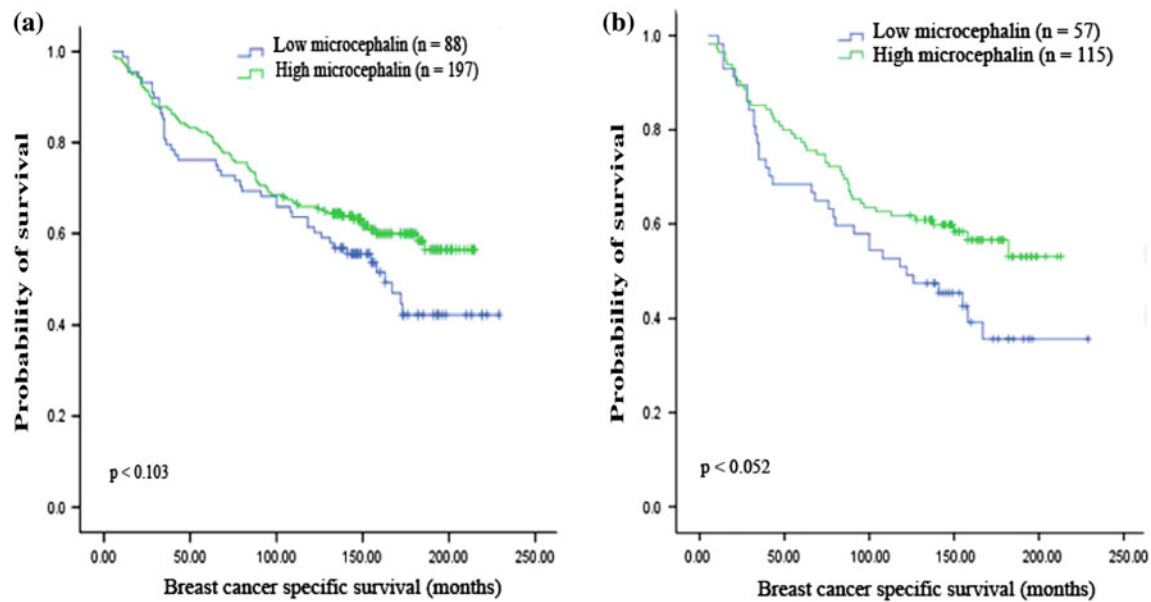 (a)
Low microcephalin (n = 88)
High microcephalin (n = 197)
Probability of survival
1.0
0.8
0.6
0.4
0.2
0.0
p < 0.103
0.00 50.00 100.00 150.00 200.00 250.00
Breast cancer specific survival (months)
(b)
Low microcephalin (n = 57)
High microcephalin (n = 115)
Probability of survival
1.0
0.8
0.6
0.4
0.2
0.0
p < 0.052
0.00 50.00 100.00 150.00 200.00 250.00
Breast cancer specific survival (months)